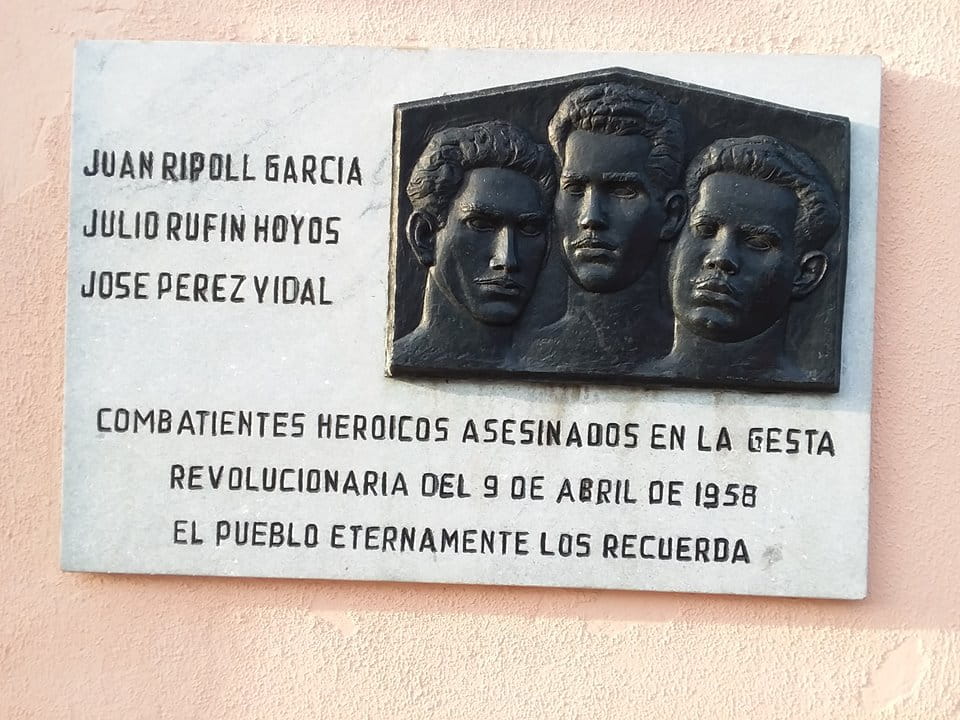 JUAN RIPOLL GARCIA
JULIO RUFIN HOYOS
JOSE PEREZ VIDAL
COMBATIENTES HEROICOS ASESINADOS EN LA GESTA
REVOLUCIONARIA DEL 9 DE ABRIL DE 1958
EL PUEBLO ETERNAMENTE LOS RECUERDA